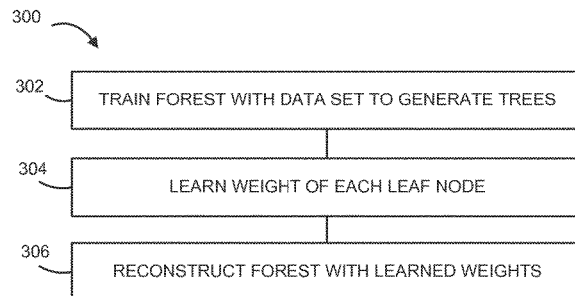 300
302
TRAIN FOREST WITH DATA SET TO GENERATE TREES
304
LEARN WEIGHT OF EACH LEAF NODE
306
RECONSTRUCT FOREST WITH LEARNED WEIGHTS